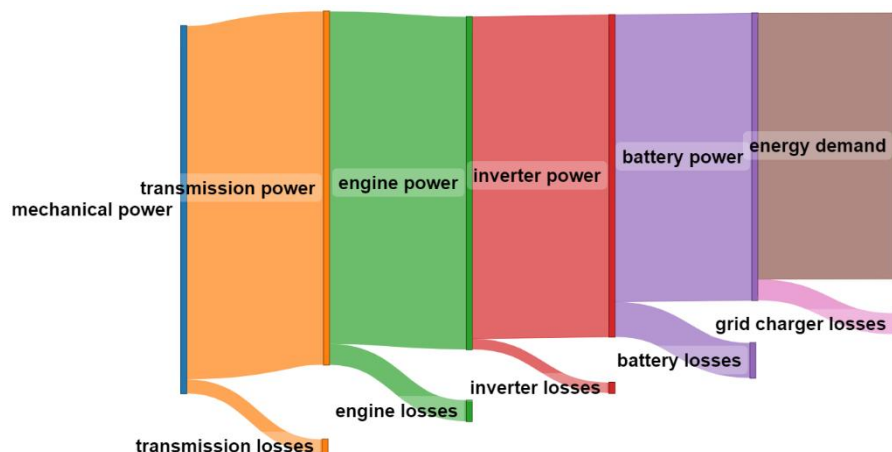 mechanical power
transmission power
engine power
inverter power
battery power
energy demand
transmission losses
engine losses
inverter losses
battery losses
grid charger losses